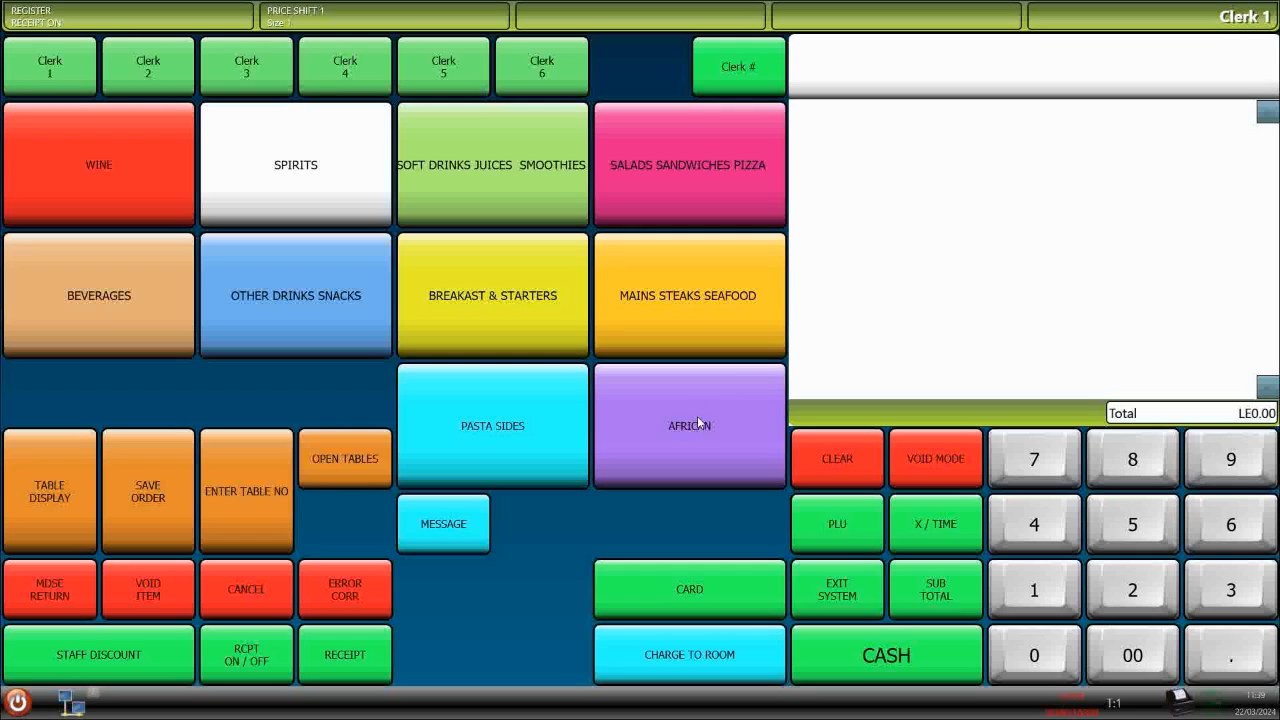 REGISTER
RECEIPT ON
PRICE SHIFT 1
Size 1
Clerk 1
Clerk
1
Clerk
2
Clerk
3
Clerk
4
Clerk
5
Clerk
6
Clerk #
WINE
SPIRITS
SOFT DRINKS JUICES SMOOTHIES
SALADS SANDWICHES PIZZA
BEVERAGES
OTHER DRINKS SNACKS
BREAKAST & STARTERS
MAINS STEAKS SEAFOOD
PASTA SIDES
AFRICAN
Total LE0.00
TABLE
DISPLAY
SAVE
ORDER
ENTER TABLE NO
OPEN TABLES
MESSAGE
CLEAR
VOID MODE
7
8
9
PLU
X / TIME
4
5
6
MDSE
RETURN
VOID
ITEM
CANCEL
ERROR
CORR
CARD
EXIT
SYSTEM
SUB
TOTAL
1
2
3
STAFF DISCOUNT
RCPT
ON / OFF
RECEIPT
CHARGE TO ROOM
CASH
0
00
.
T:1
11:39
22/03/2024